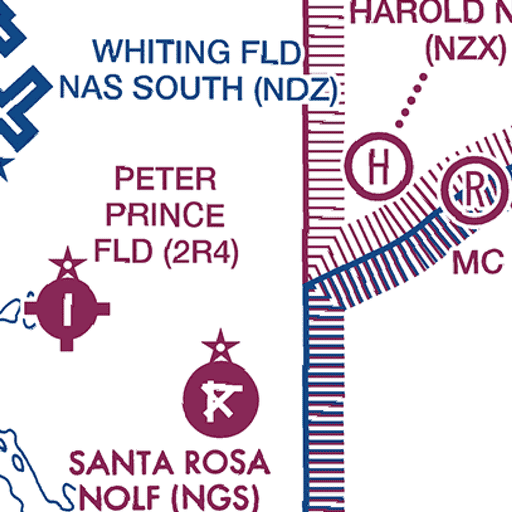 HAROLD N
(NZX)
WHITING FLD
NAS SOUTH (NDZ)
H
R
PETER
PRINCE
FLD (2R4)
MC
SANTA ROSA
NOLF (NGS)